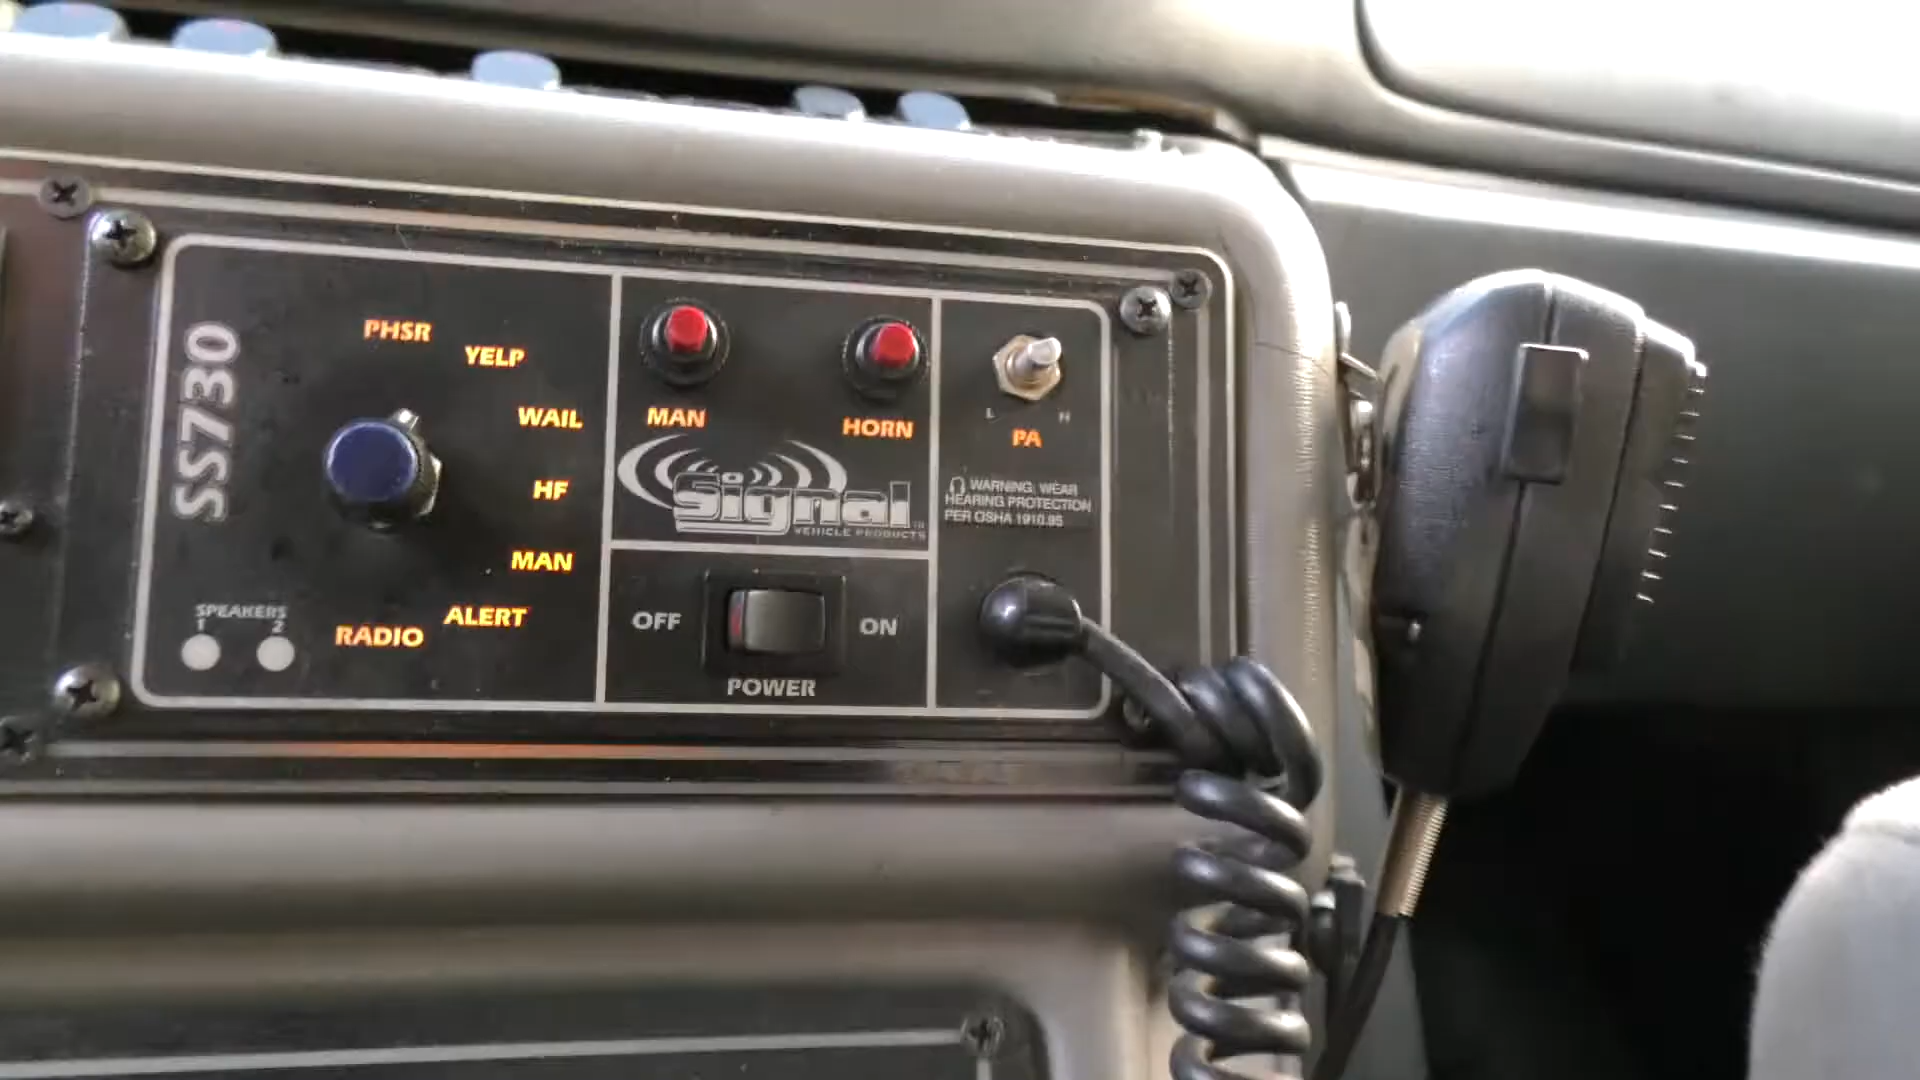 SS730
PHSR
YELP
WAIL
HF
MAN
ALERT
RADIO
SPEAKERS
1 2
MAN
HORN
Signal
VEHICLE PRODUCTS
OFF
ON
POWER
L H
PA
WARNING: WEAR
HEARING PROTECTION
PER OSHA 1910.95